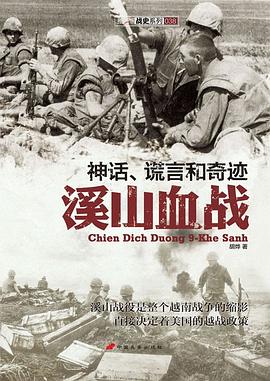 战史系列 038
神话、谎言和奇迹
溪山血战
Chien Dich Duong 9-Khe Sanh
胡烨 著
溪山战役是整个越南战争的缩影
直接决定着美国的越战政策